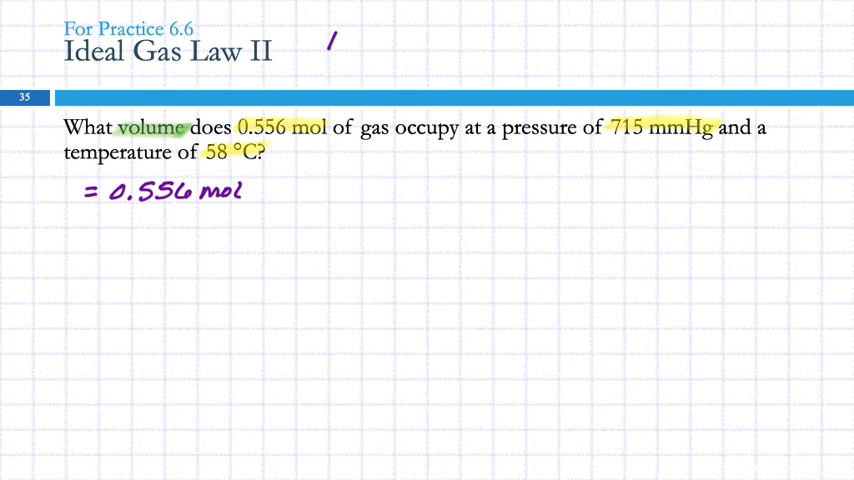 For Practice 6.6
Ideal Gas Law II
35
What volume does 0.556 mol of gas occupy at a pressure of 715 mmHg and a
temperature of 58 °C?
= 0.556 mol